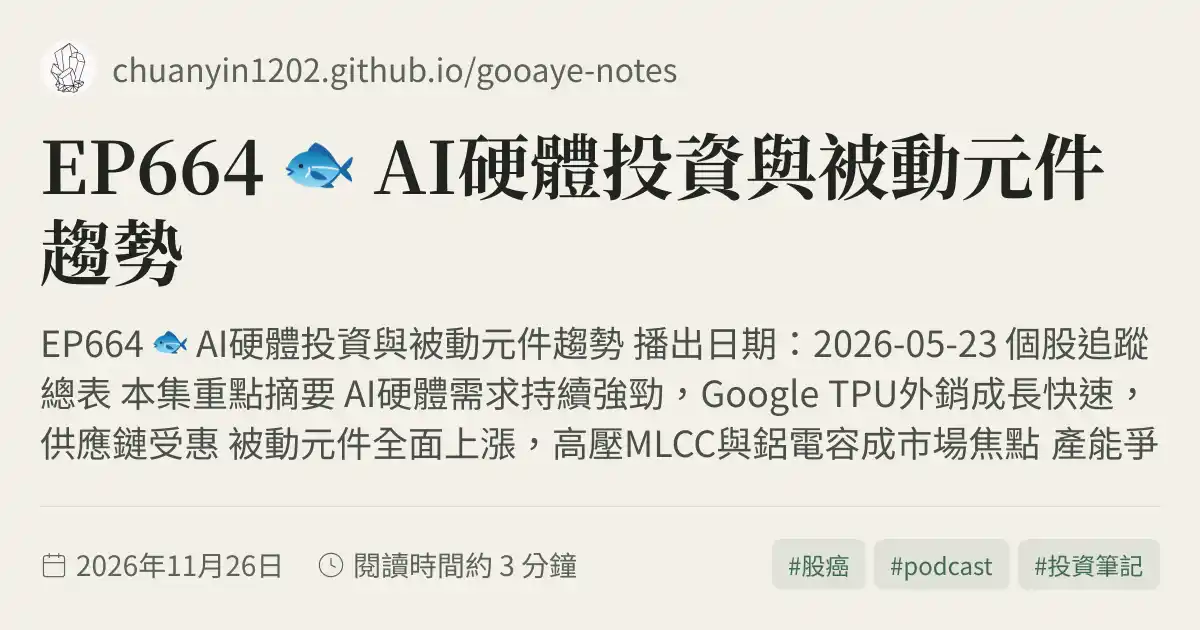 chuanyin1202.github.io/gooaye-notes
EP664 🐟 AI硬體投資與被動元件
趨勢
EP664 🐟 AI硬體投資與被動元件趨勢 播出日期：2026-05-23 個股追蹤
總表 本集重點摘要 AI硬體需求持續強勁，Google TPU外銷成長快速，
供應鏈受惠 被動元件全面上漲，高壓MLCC與鋁電容成市場焦點 產能爭
2026年11月26日 閱讀時間約 3 分鐘 #股癌 #podcast #投資筆記